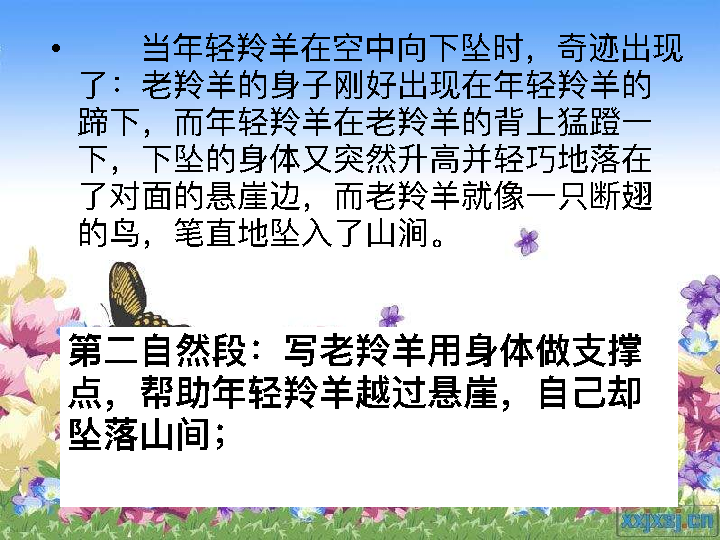 • 当年轻羚羊在空中向下坠时，奇迹出现
了：老羚羊的身子刚好出现在年轻羚羊的
蹄下，而年轻羚羊在老羚羊的背上猛蹬一
下，下坠的身体又突然升高并轻巧地落在
了对面的悬崖边，而老羚羊就像一只断翅
的鸟，笔直地坠入了山涧。
第二自然段：写老羚羊用身体做支撑
点，帮助年轻羚羊越过悬崖，自己却
坠落山间；
xxjxsj.cn